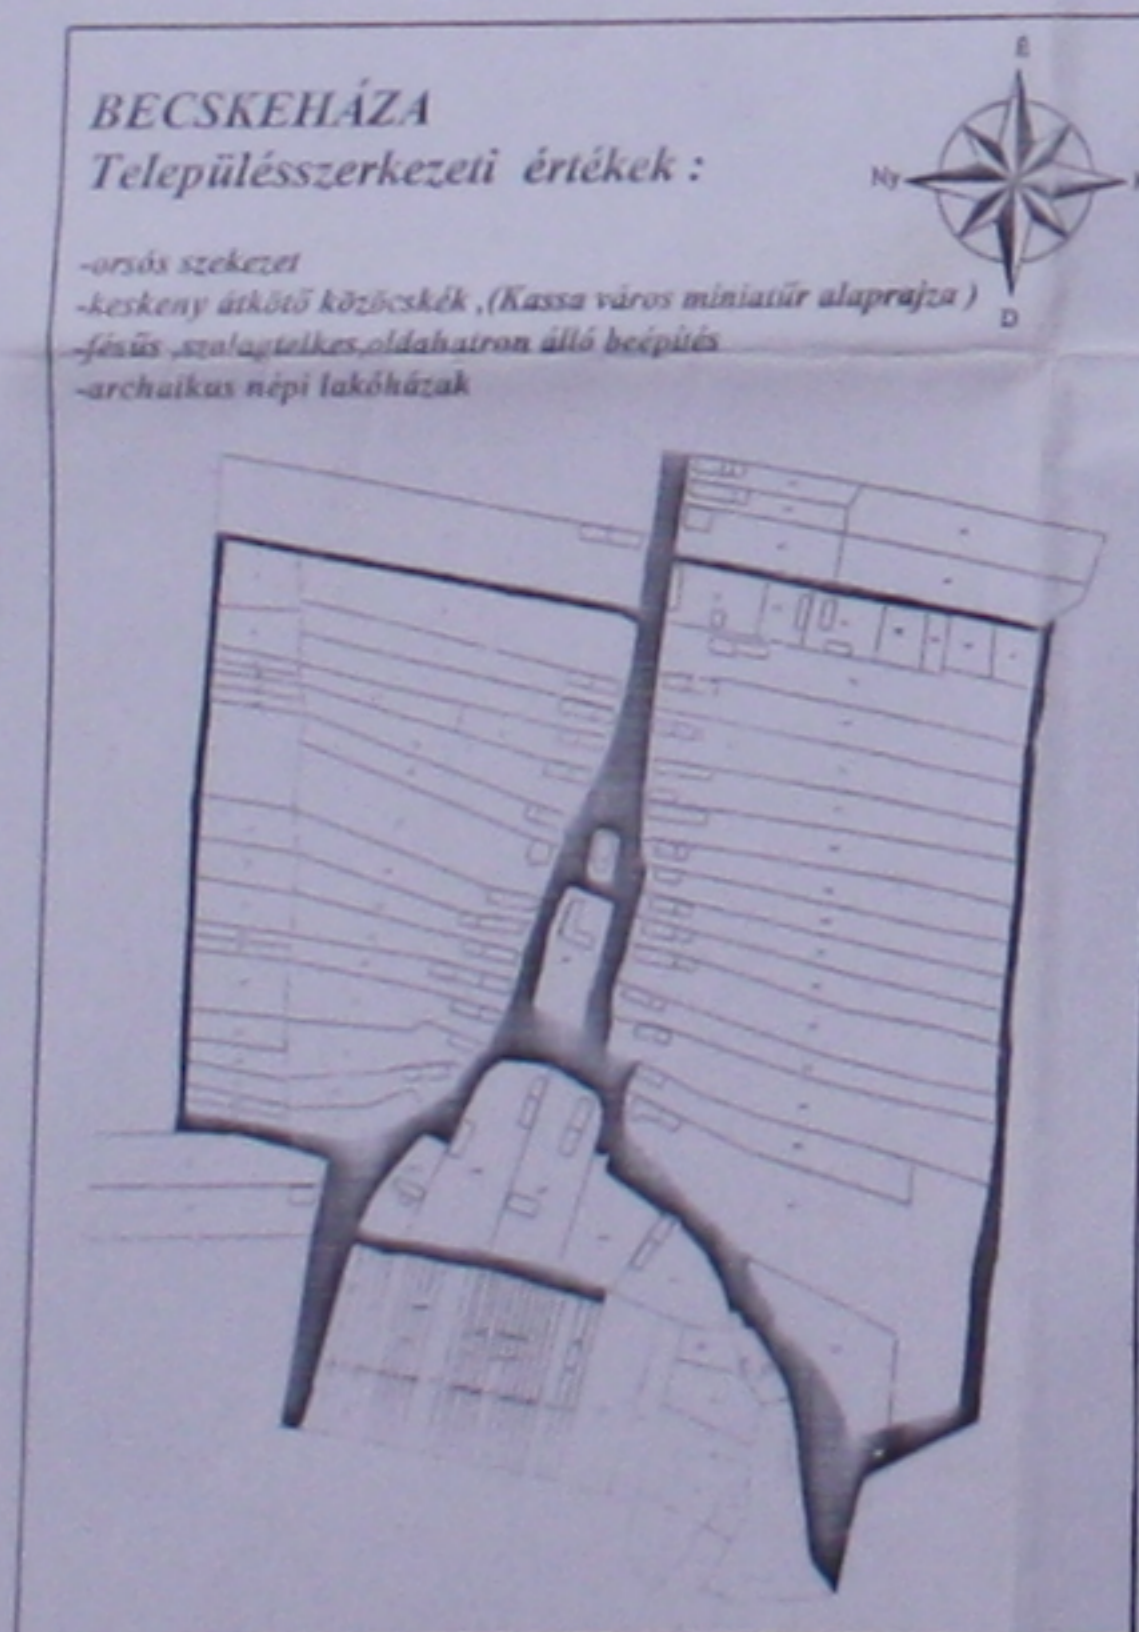 É
BECSKEHÁZA
Településszerkezeti értékek :
Ny
-orsós szekezet
-keskeny átkötő közöcskék ,(Kassa város miniatűr alaprajza )
D
-fésűs ,szalagtelkes,oldahatron álló beépítés
-archaikus népi lakóházak